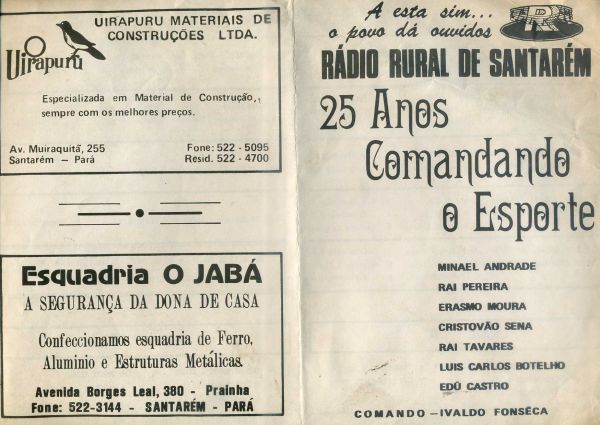 UIRAPURU MATERIAIS DE
CONSTRUÇÕES LTDA.
O
Uirapuru
Especializada em Material de Construção,
sempre com os melhores preços.
Av. Muiraquitã, 255
Santarém — Pará
Fone: 522 - 5095
Resid. 522 - 4700
Esquadria O JABÁ
A SEGURANÇA DA DONA DE CASA
Confeccionamos esquadria de Ferro,
Aluminio e Estruturas Metálicas.
Avenida Borges Leal, 380 - Prainha
Fone: 522-3144 - SANTARÉM - PARÁ
A esta sim...
o povo dá ouvidos
R
RÁDIO RURAL DE SANTARÉM
25 Anos
Comandando
o Esporte
MINAEL ANDRADE
RAI PEREIRA
ERASMO MOURA
CRISTOVÃO SENA
RAI TAVARES
LUIS CARLOS BOTELHO
EDÚ CASTRO
COMANDO — IVALDO FONSÊCA